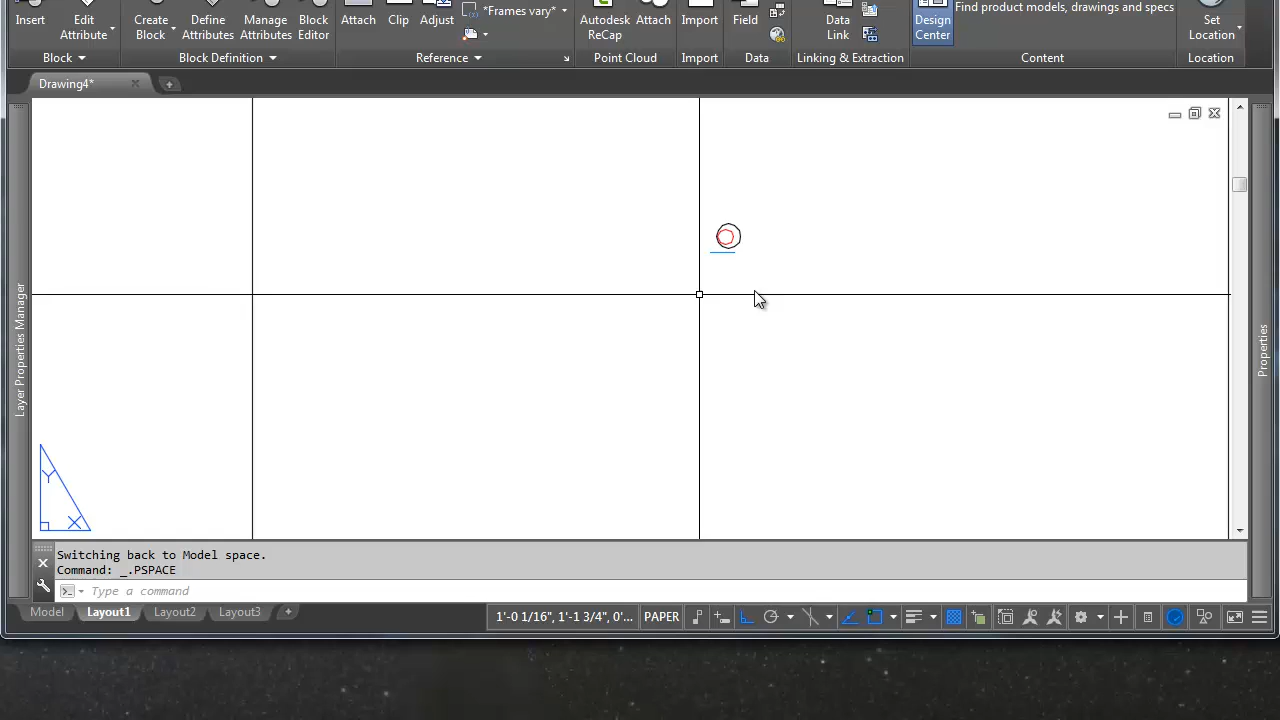 Insert Edit Attribute Create Block Define Attributes Manage Attributes Block Editor Attach Clip Adjust *Frames vary* Autodesk ReCap Attach Import Field Data Link Design Center Find product models, drawings and specs Set Location
Block Block Definition Reference Point Cloud Import Data Linking & Extraction Content Location
Drawing4*
Layer Properties Manager
Properties
Y
X
Switching back to Model space.
Command: _.PSPACE
Type a command
Model Layout1 Layout2 Layout3
1'-0 1/16", 1'-1 3/4", 0'... PAPER